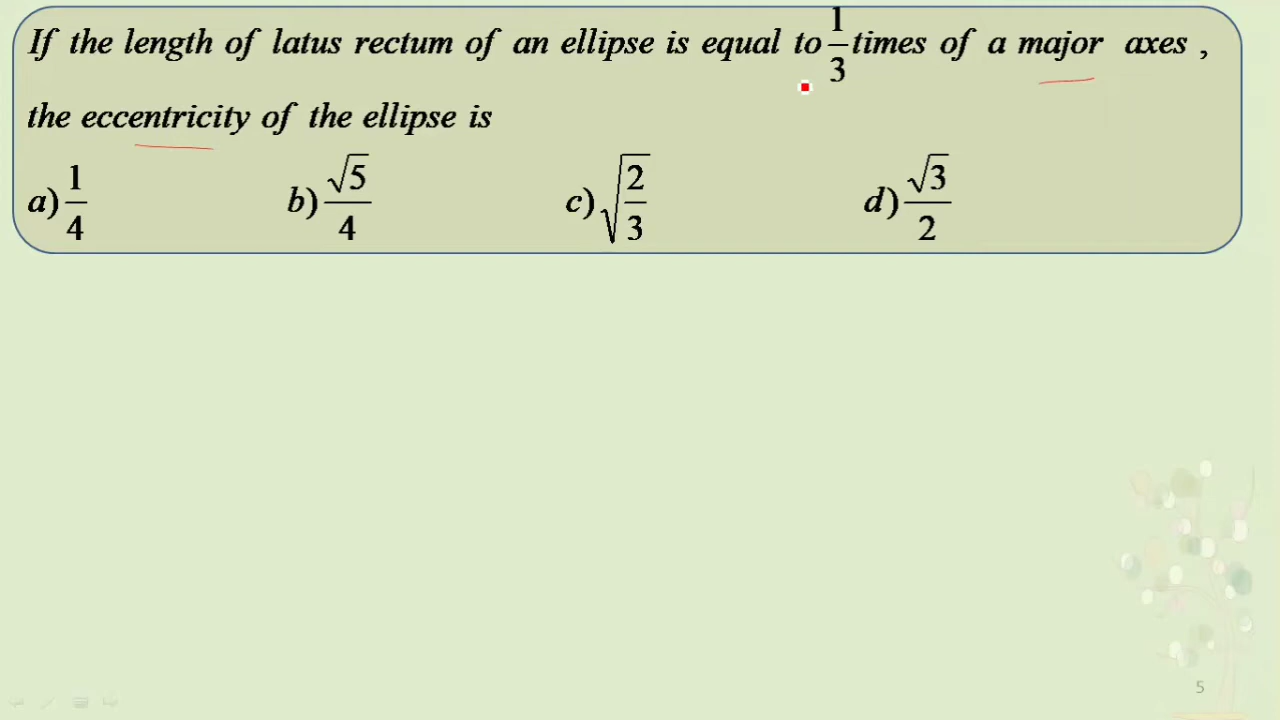 If the length of latus rectum of an ellipse is equal to 1/3 times of a major axes ,
the eccentricity of the ellipse is
a) 1/4 b) √5/4 c) √(2/3) d) √3/2
5